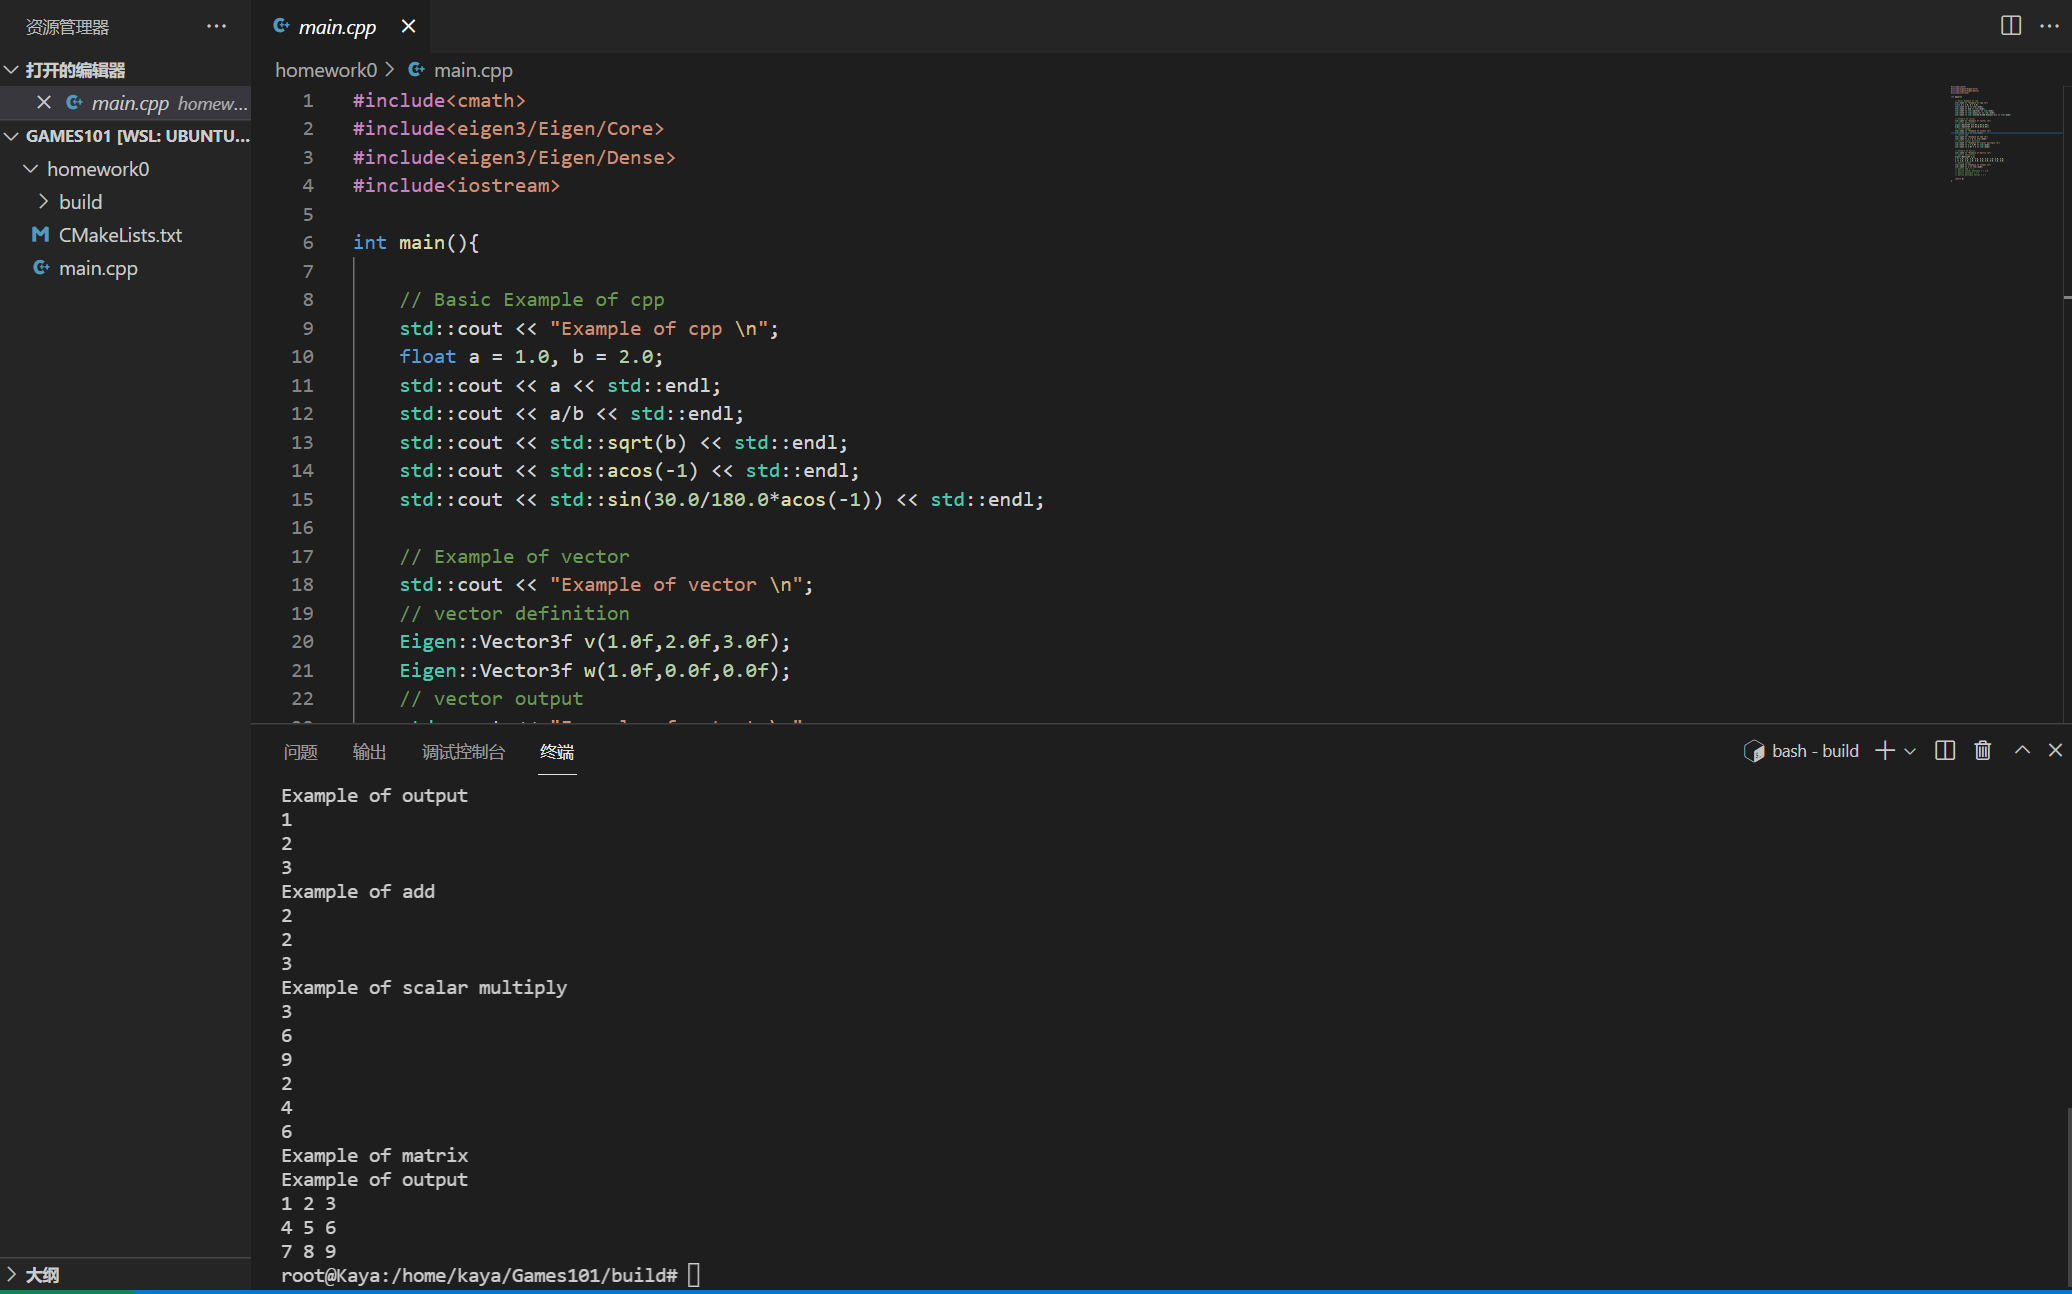 资源管理器
打开的编辑器
main.cpp homew...
GAMES101 [WSL: UBUNTU...
homework0
build
CMakeLists.txt
main.cpp
大纲
main.cpp
homework0 > main.cpp
1 #include<cmath>
2 #include<eigen3/Eigen/Core>
3 #include<eigen3/Eigen/Dense>
4 #include<iostream>
5
6 int main(){
7
8 // Basic Example of cpp
9 std::cout << "Example of cpp \n";
10 float a = 1.0, b = 2.0;
11 std::cout << a << std::endl;
12 std::cout << a/b << std::endl;
13 std::cout << std::sqrt(b) << std::endl;
14 std::cout << std::acos(-1) << std::endl;
15 std::cout << std::sin(30.0/180.0*acos(-1)) << std::endl;
16
17 // Example of vector
18 std::cout << "Example of vector \n";
19 // vector definition
20 Eigen::Vector3f v(1.0f,2.0f,3.0f);
21 Eigen::Vector3f w(1.0f,0.0f,0.0f);
22 // vector output
问题 输出 调试控制台 终端
bash - build
Example of output
1
2
3
Example of add
2
2
3
Example of scalar multiply
3
6
9
2
4
6
Example of matrix
Example of output
1 2 3
4 5 6
7 8 9
root@Kaya:/home/kaya/Games101/build#